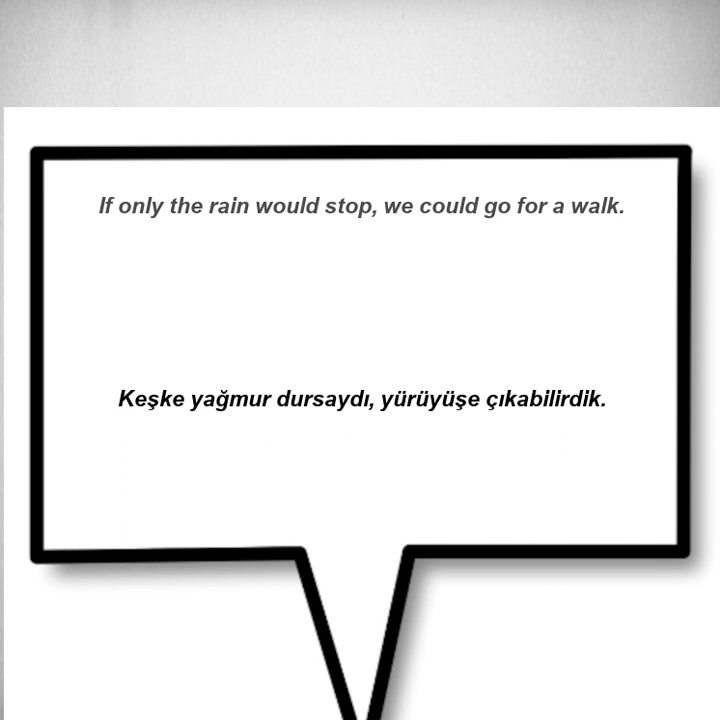 If only the rain would stop, we could go for a walk.
Keşke yağmur dursaydı, yürüyüşe çıkabilirdik.